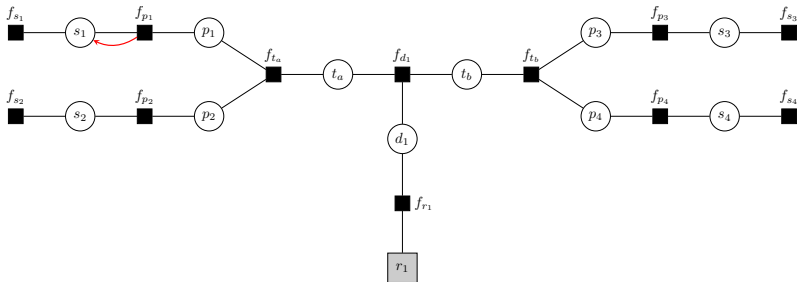 f_{s_1} s_1 f_{p_1} p_1 p_3 f_{p_3} s_3 f_{s_3}
f_{t_a} t_a f_{d_1} t_b f_{t_b}
f_{s_2} s_2 f_{p_2} p_2 p_4 f_{p_4} s_4 f_{s_4}
d_1
f_{r_1}
r_1